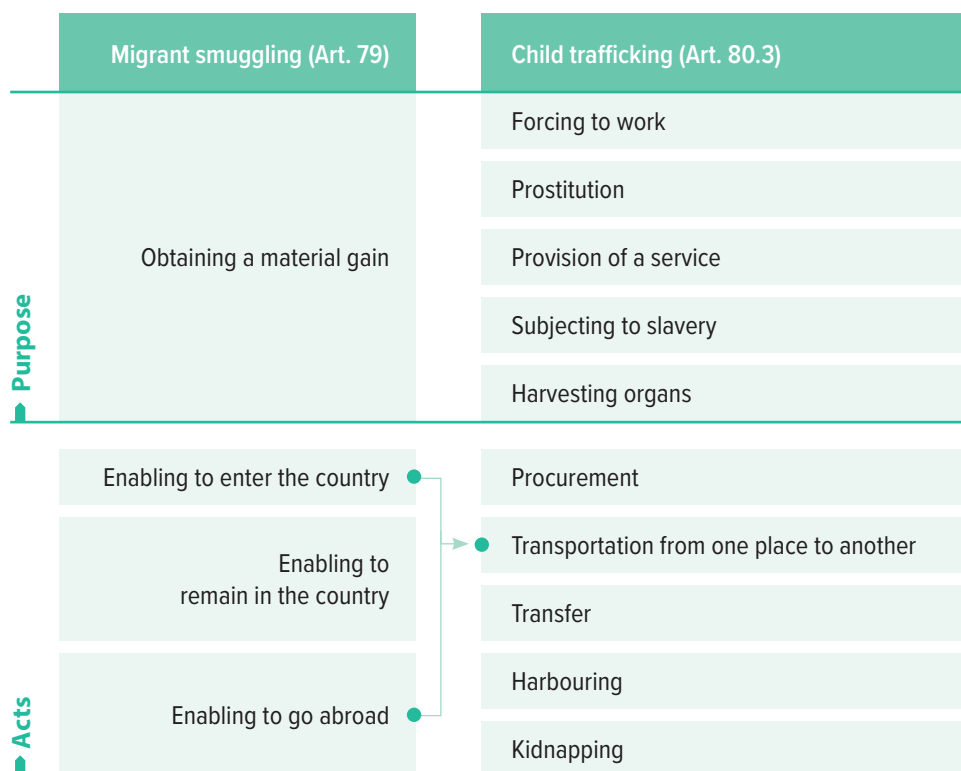 Migrant smuggling (Art. 79)
Child trafficking (Art. 80.3)
Purpose
Obtaining a material gain
Forcing to work
Prostitution
Provision of a service
Subjecting to slavery
Harvesting organs
Acts
Enabling to enter the country
Enabling to
remain in the country
Enabling to go abroad
Procurement
Transportation from one place to another
Transfer
Harbouring
Kidnapping